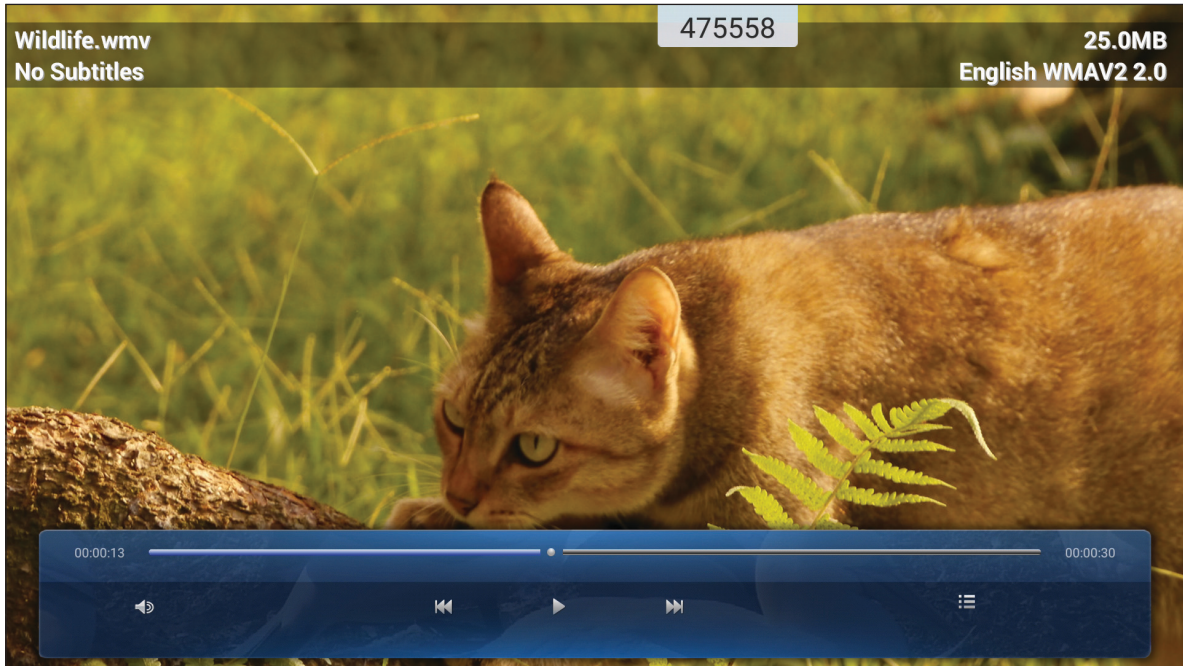 475558
Wildlife.wmv
25.0MB
No Subtitles
English WMAV2 2.0
00:00:13
00:00:30